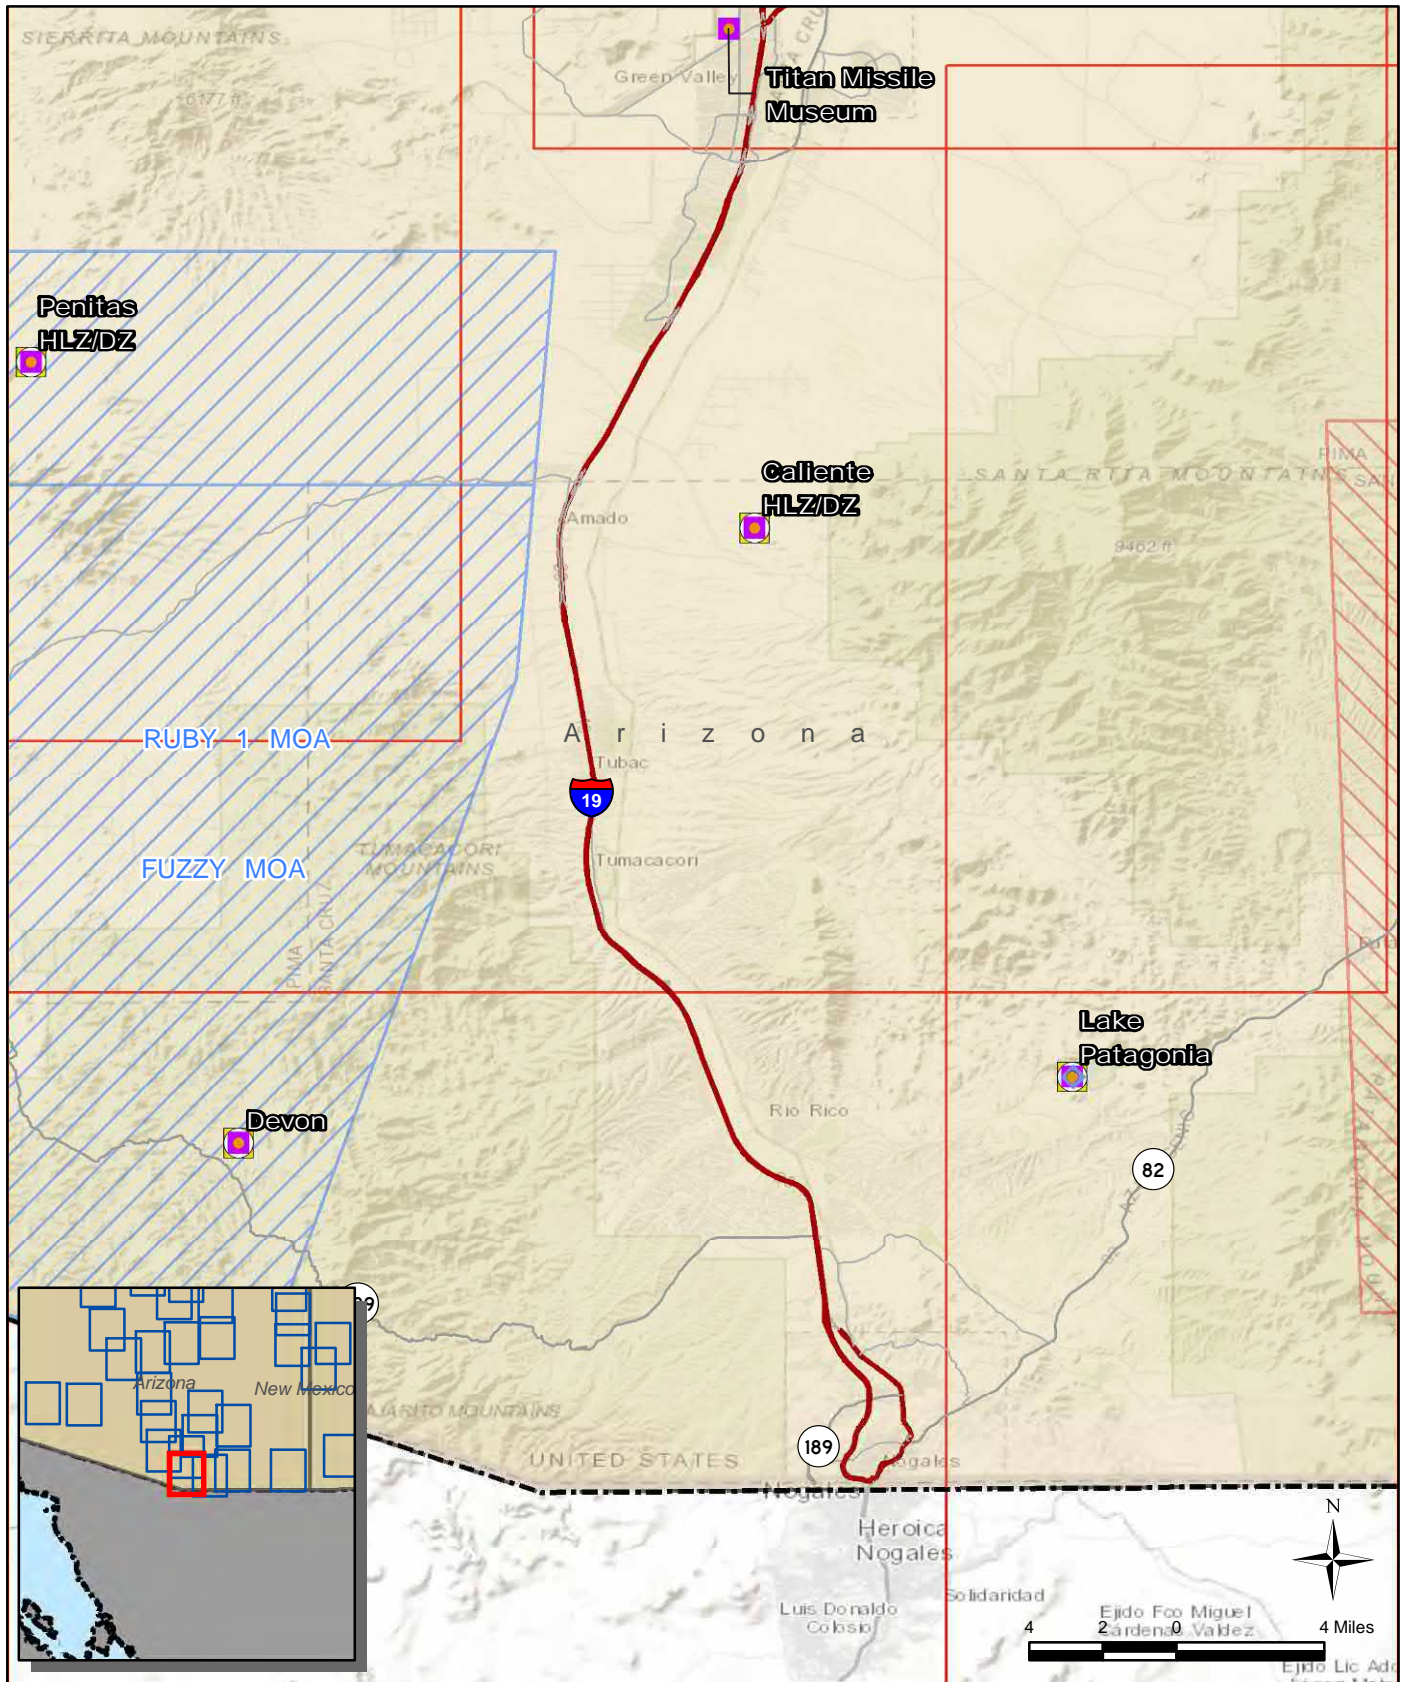 SIERRITA MOUNTAINS
6177 ft
Green Valley
Titan Missile
Museum
Penitas
HLZ/DZ
Caliente
HLZ/DZ
SANTA RITA MOUNTAINS
PIMA
Amado
9462 ft
RUBY 1 MOA
Arizona
Tubac
19
FUZZY MOA
TUMACACORI
MOUNTAINS
Tumacacori
PIMA
SANTA CRUZ
Lake
Patagonia
Devon
Rio Rico
82
189
UNITED STATES
Nogales
Nogales
Heroica
Nogales
Solidaridad
Luis Donaldo
Colosio
Ejido Fco Miguel
Cárdenas Valdez
Arizona
New Mexico
N
4 2 0 4 Miles